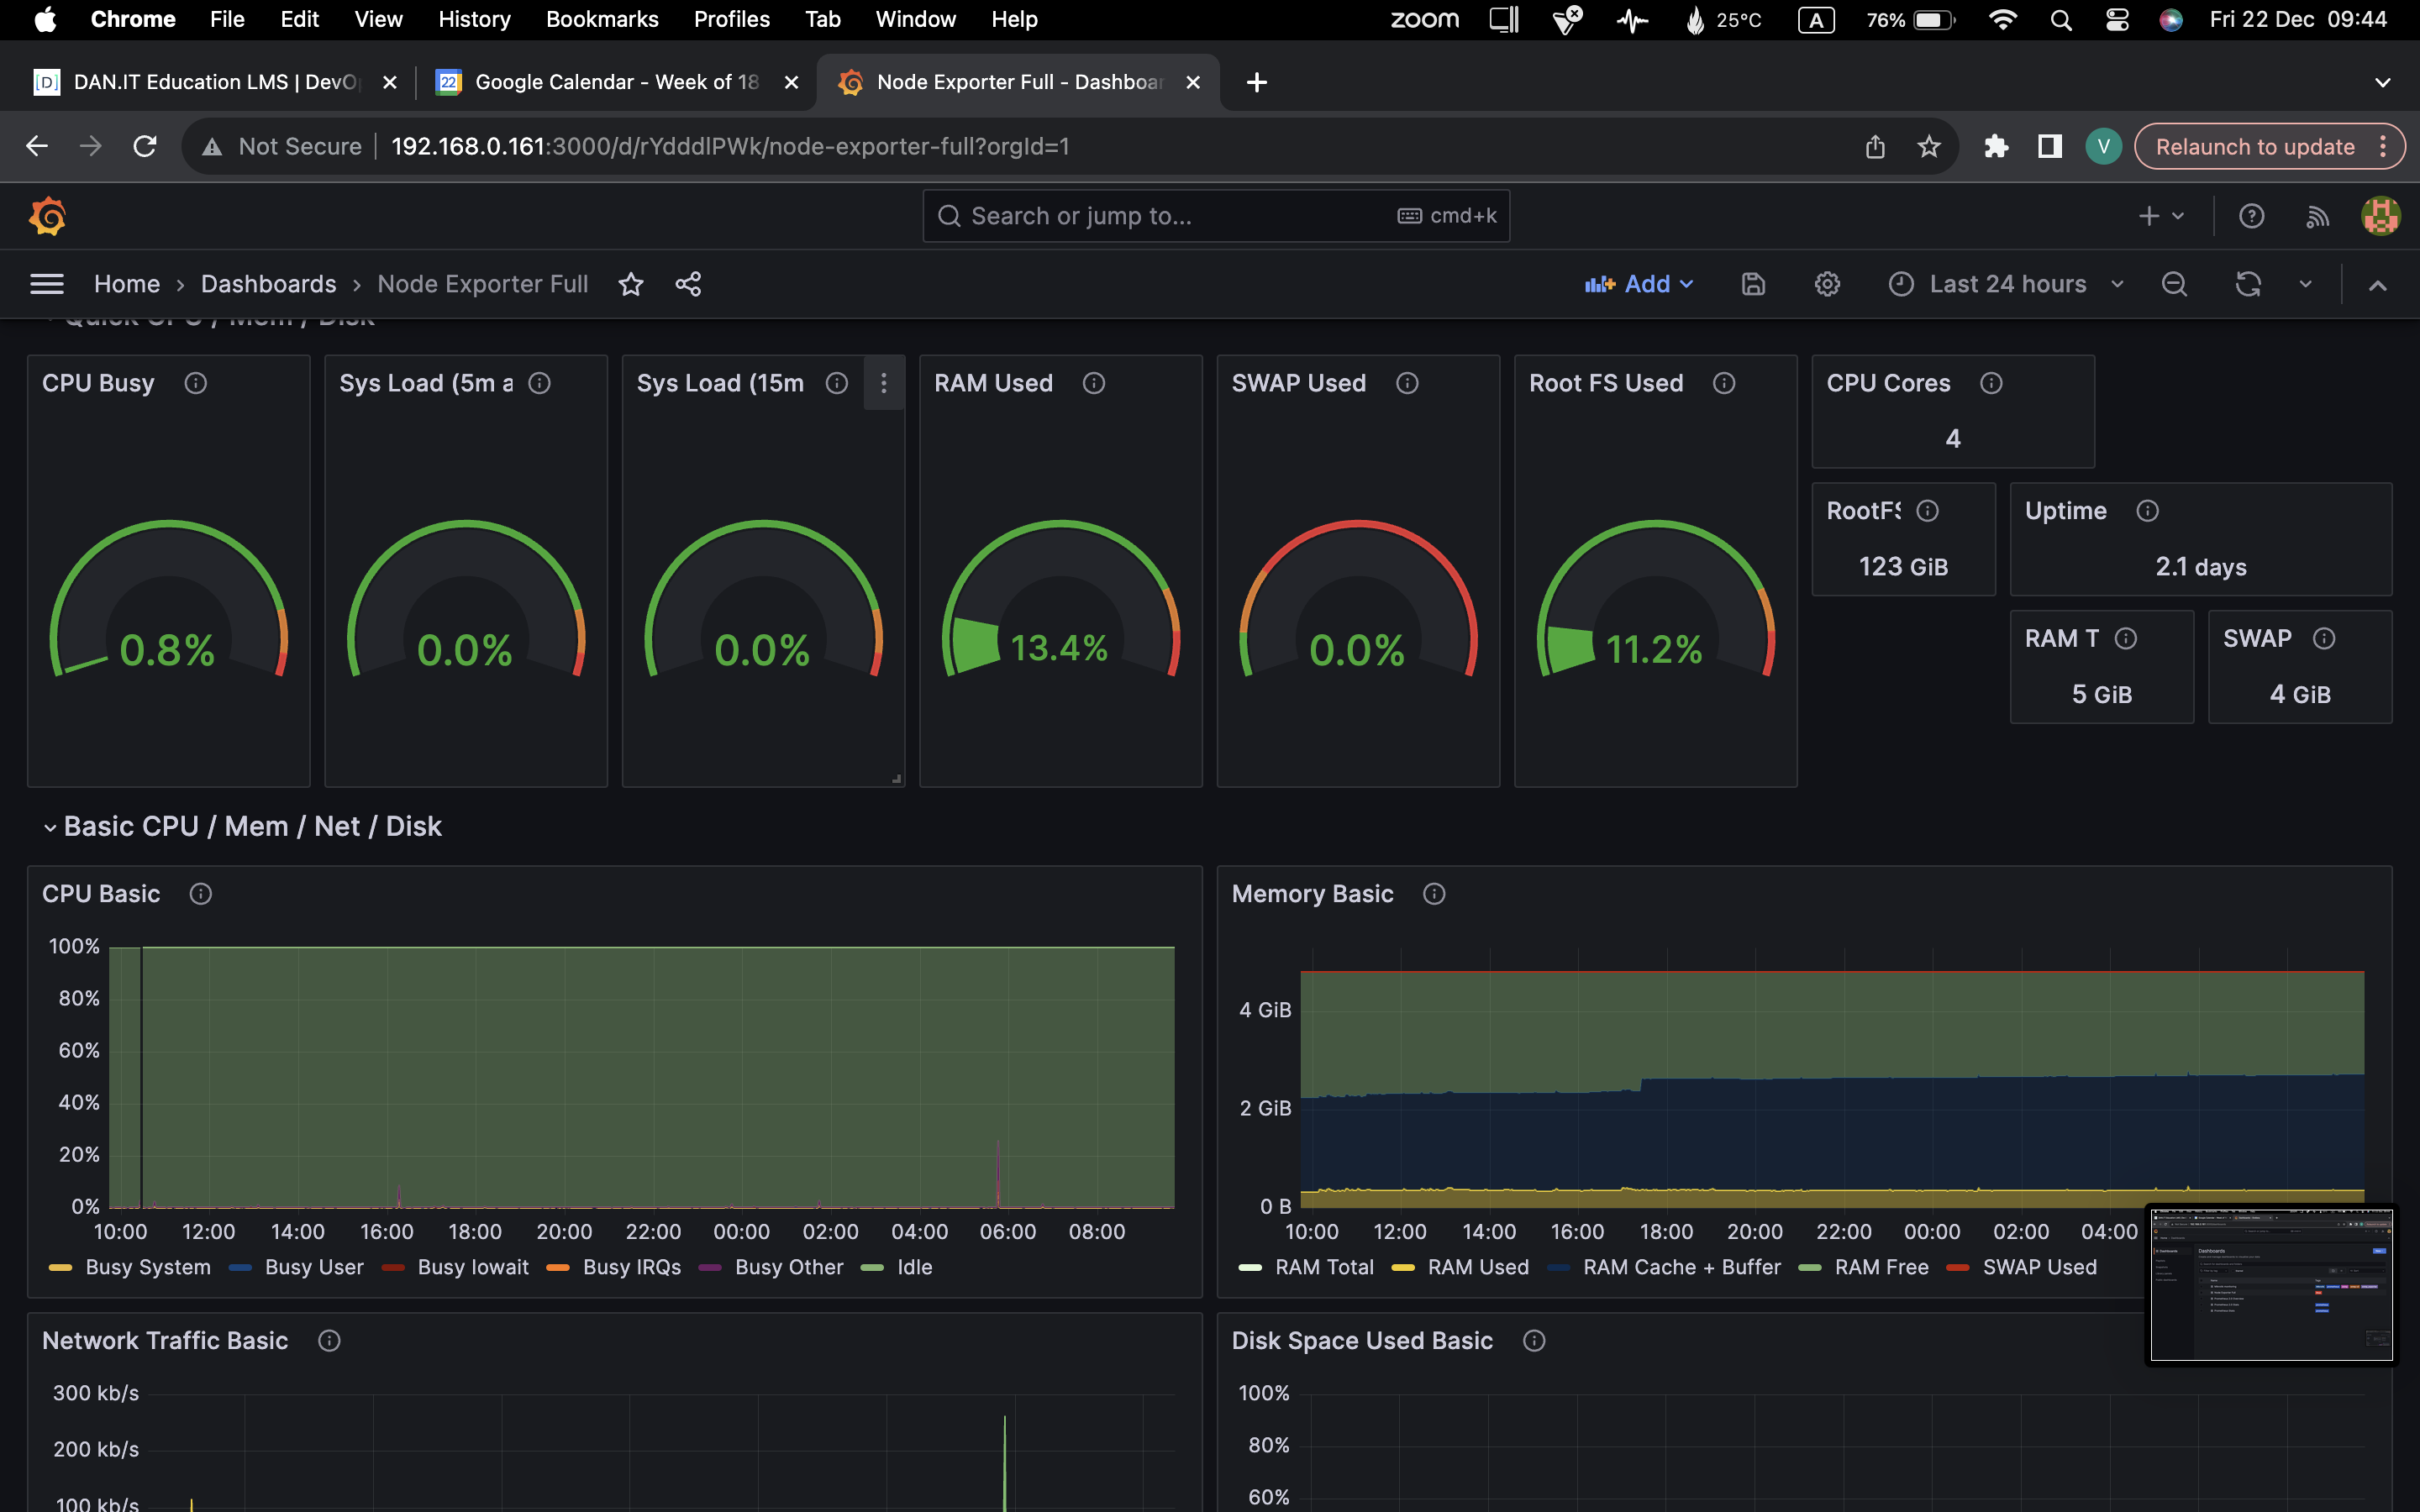 Chrome File Edit View History Bookmarks Profiles Tab Window Help zoom 25°C A 76% Fri 22 Dec 09:44
[D] DAN.IT Education LMS | DevO 22 Google Calendar - Week of 18 Node Exporter Full - Dashboar
Not Secure 192.168.0.161:3000/d/rYdddlPWk/node-exporter-full?orgId=1 V Relaunch to update
Search or jump to... cmd+k
Home › Dashboards › Node Exporter Full Add Last 24 hours
Quick CPU / Mem / Disk
CPU Busy Sys Load (5m a Sys Load (15m RAM Used SWAP Used Root FS Used CPU Cores
4
RootFS Uptime
123 GiB 2.1 days
0.8% 0.0% 0.0% 13.4% 0.0% 11.2%
RAM T SWAP
5 GiB 4 GiB
Basic CPU / Mem / Net / Disk
CPU Basic
100%
80%
60%
40%
20%
0%
10:00 12:00 14:00 16:00 18:00 20:00 22:00 00:00 02:00 04:00 06:00 08:00
Busy System Busy User Busy Iowait Busy IRQs Busy Other Idle
Memory Basic
4 GiB
2 GiB
0 B
10:00 12:00 14:00 16:00 18:00 20:00 22:00 00:00 02:00 04:00
RAM Total RAM Used RAM Cache + Buffer RAM Free SWAP Used
Network Traffic Basic
300 kb/s
200 kb/s
100 kb/s
Disk Space Used Basic
100%
80%
60%
Dashboards